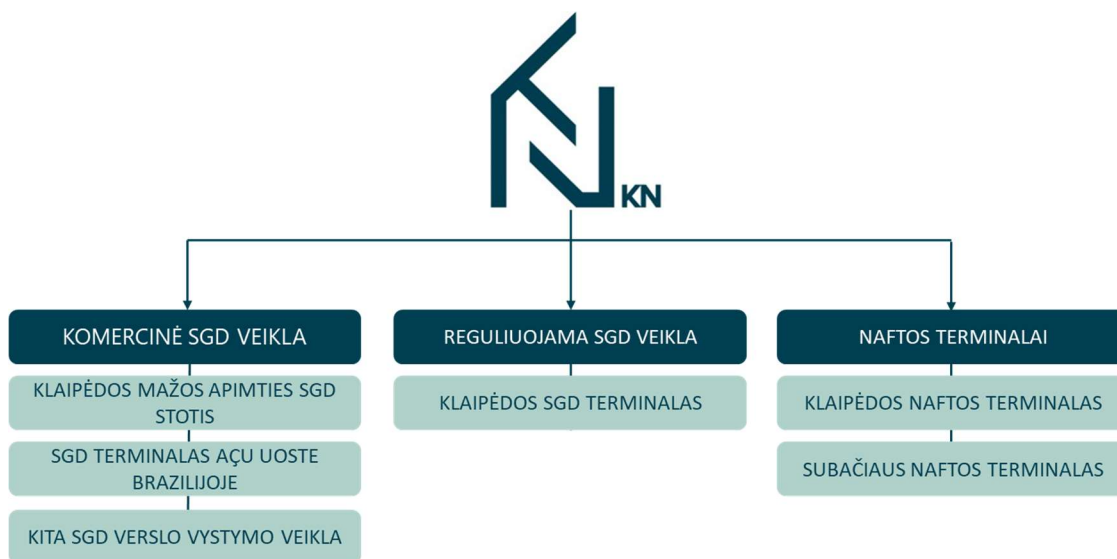 KN
KOMERCINĖ SGD VEIKLA
KLAIPĖDOS MAŽOS APIMTIES SGD
STOTIS
SGD TERMINALAS AÇU UOSTE
BRAZILIJOJE
KITA SGD VERSLO VYSTYMO VEIKLA
REGULIUOJAMA SGD VEIKLA
KLAIPĖDOS SGD TERMINALAS
NAFTOS TERMINALAI
KLAIPĖDOS NAFTOS TERMINALAS
SUBAČIAUS NAFTOS TERMINALAS